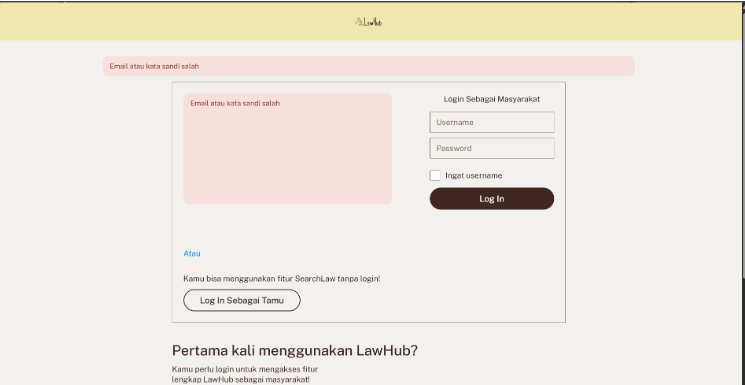 LawHub
Email atau kata sandi salah
Email atau kata sandi salah
Login Sebagai Masyarakat
Username
Password
Ingat username
Log In
Atau
Kamu bisa menggunakan fitur SearchLaw tanpa login!
Log In Sebagai Tamu
Pertama kali menggunakan LawHub?
Kamu perlu login untuk mengakses fitur
lengkap LawHub sebagai masyarakat!